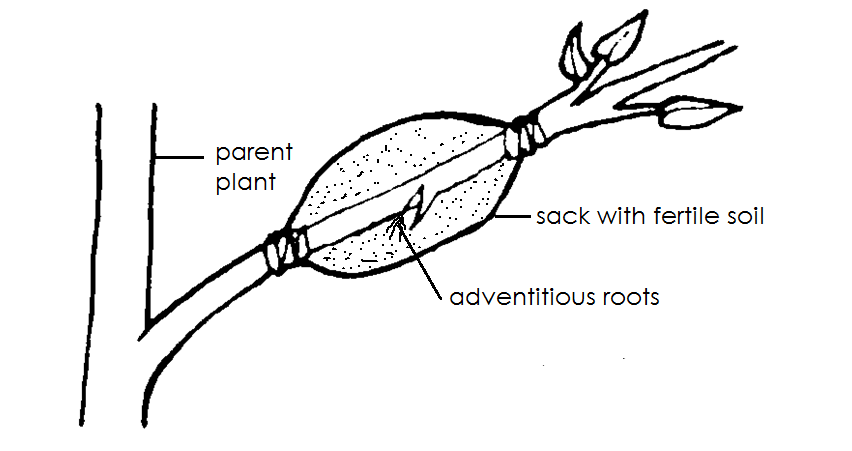 parent
plant
sack with fertile soil
adventitious roots